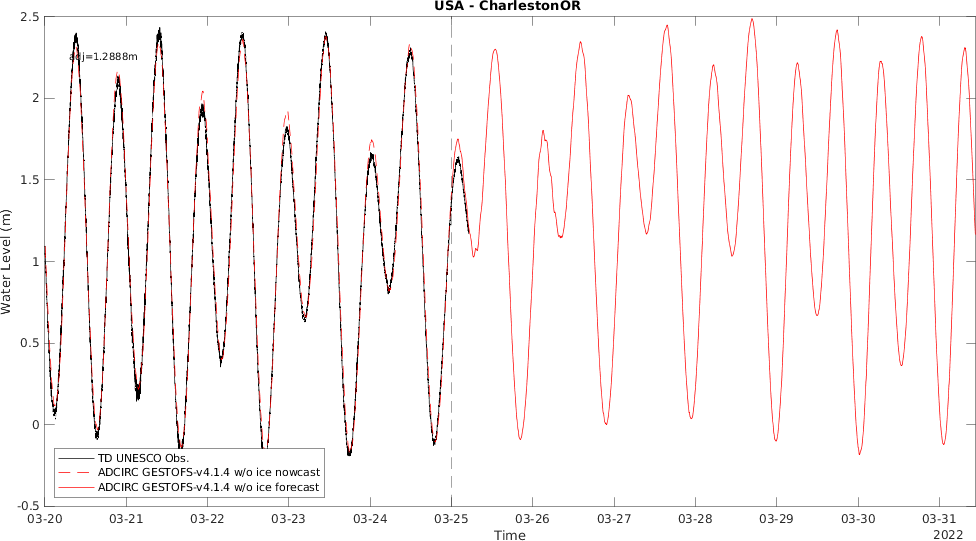 USA - CharlestonOR
2.5
2
1.5
1
0.5
0
-0.5
Water Level (m)
adj=1.2888m
TD UNESCO Obs.
ADCIRC GESTOFS-v4.1.4 w/o ice nowcast
ADCIRC GESTOFS-v4.1.4 w/o ice forecast
03-20 03-21 03-22 03-23 03-24 03-25 03-26 03-27 03-28 03-29 03-30 03-31
Time
2022